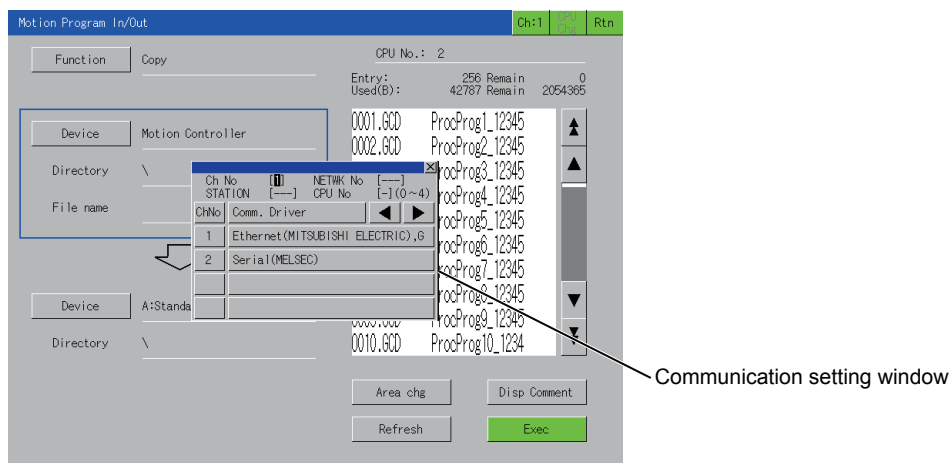 Motion Program In/Out Ch:1 CPU Chg Rtn
Function Copy
CPU No.: 2
Entry: 256 Remain 0
Used(B): 42787 Remain 2054365
Device Motion Controller
Directory \
File name
Device A:Standa
Directory \
0001.GCD ProcProg1_12345
0002.GCD ProcProg2_12345
rocProg3_12345
rocProg4_12345
rocProg5_12345
rocProg6_12345
rocProg7_12345
rocProg8_12345
0009.GCD ProcProg9_12345
0010.GCD ProcProg10_1234
Ch No [1] NETWK No [---]
STATION [---] CPU No [-](0~4)
ChNo Comm. Driver
1 Ethernet(MITSUBISHI ELECTRIC),G
2 Serial(MELSEC)
Area chg Disp Comment
Refresh Exec
Communication setting window